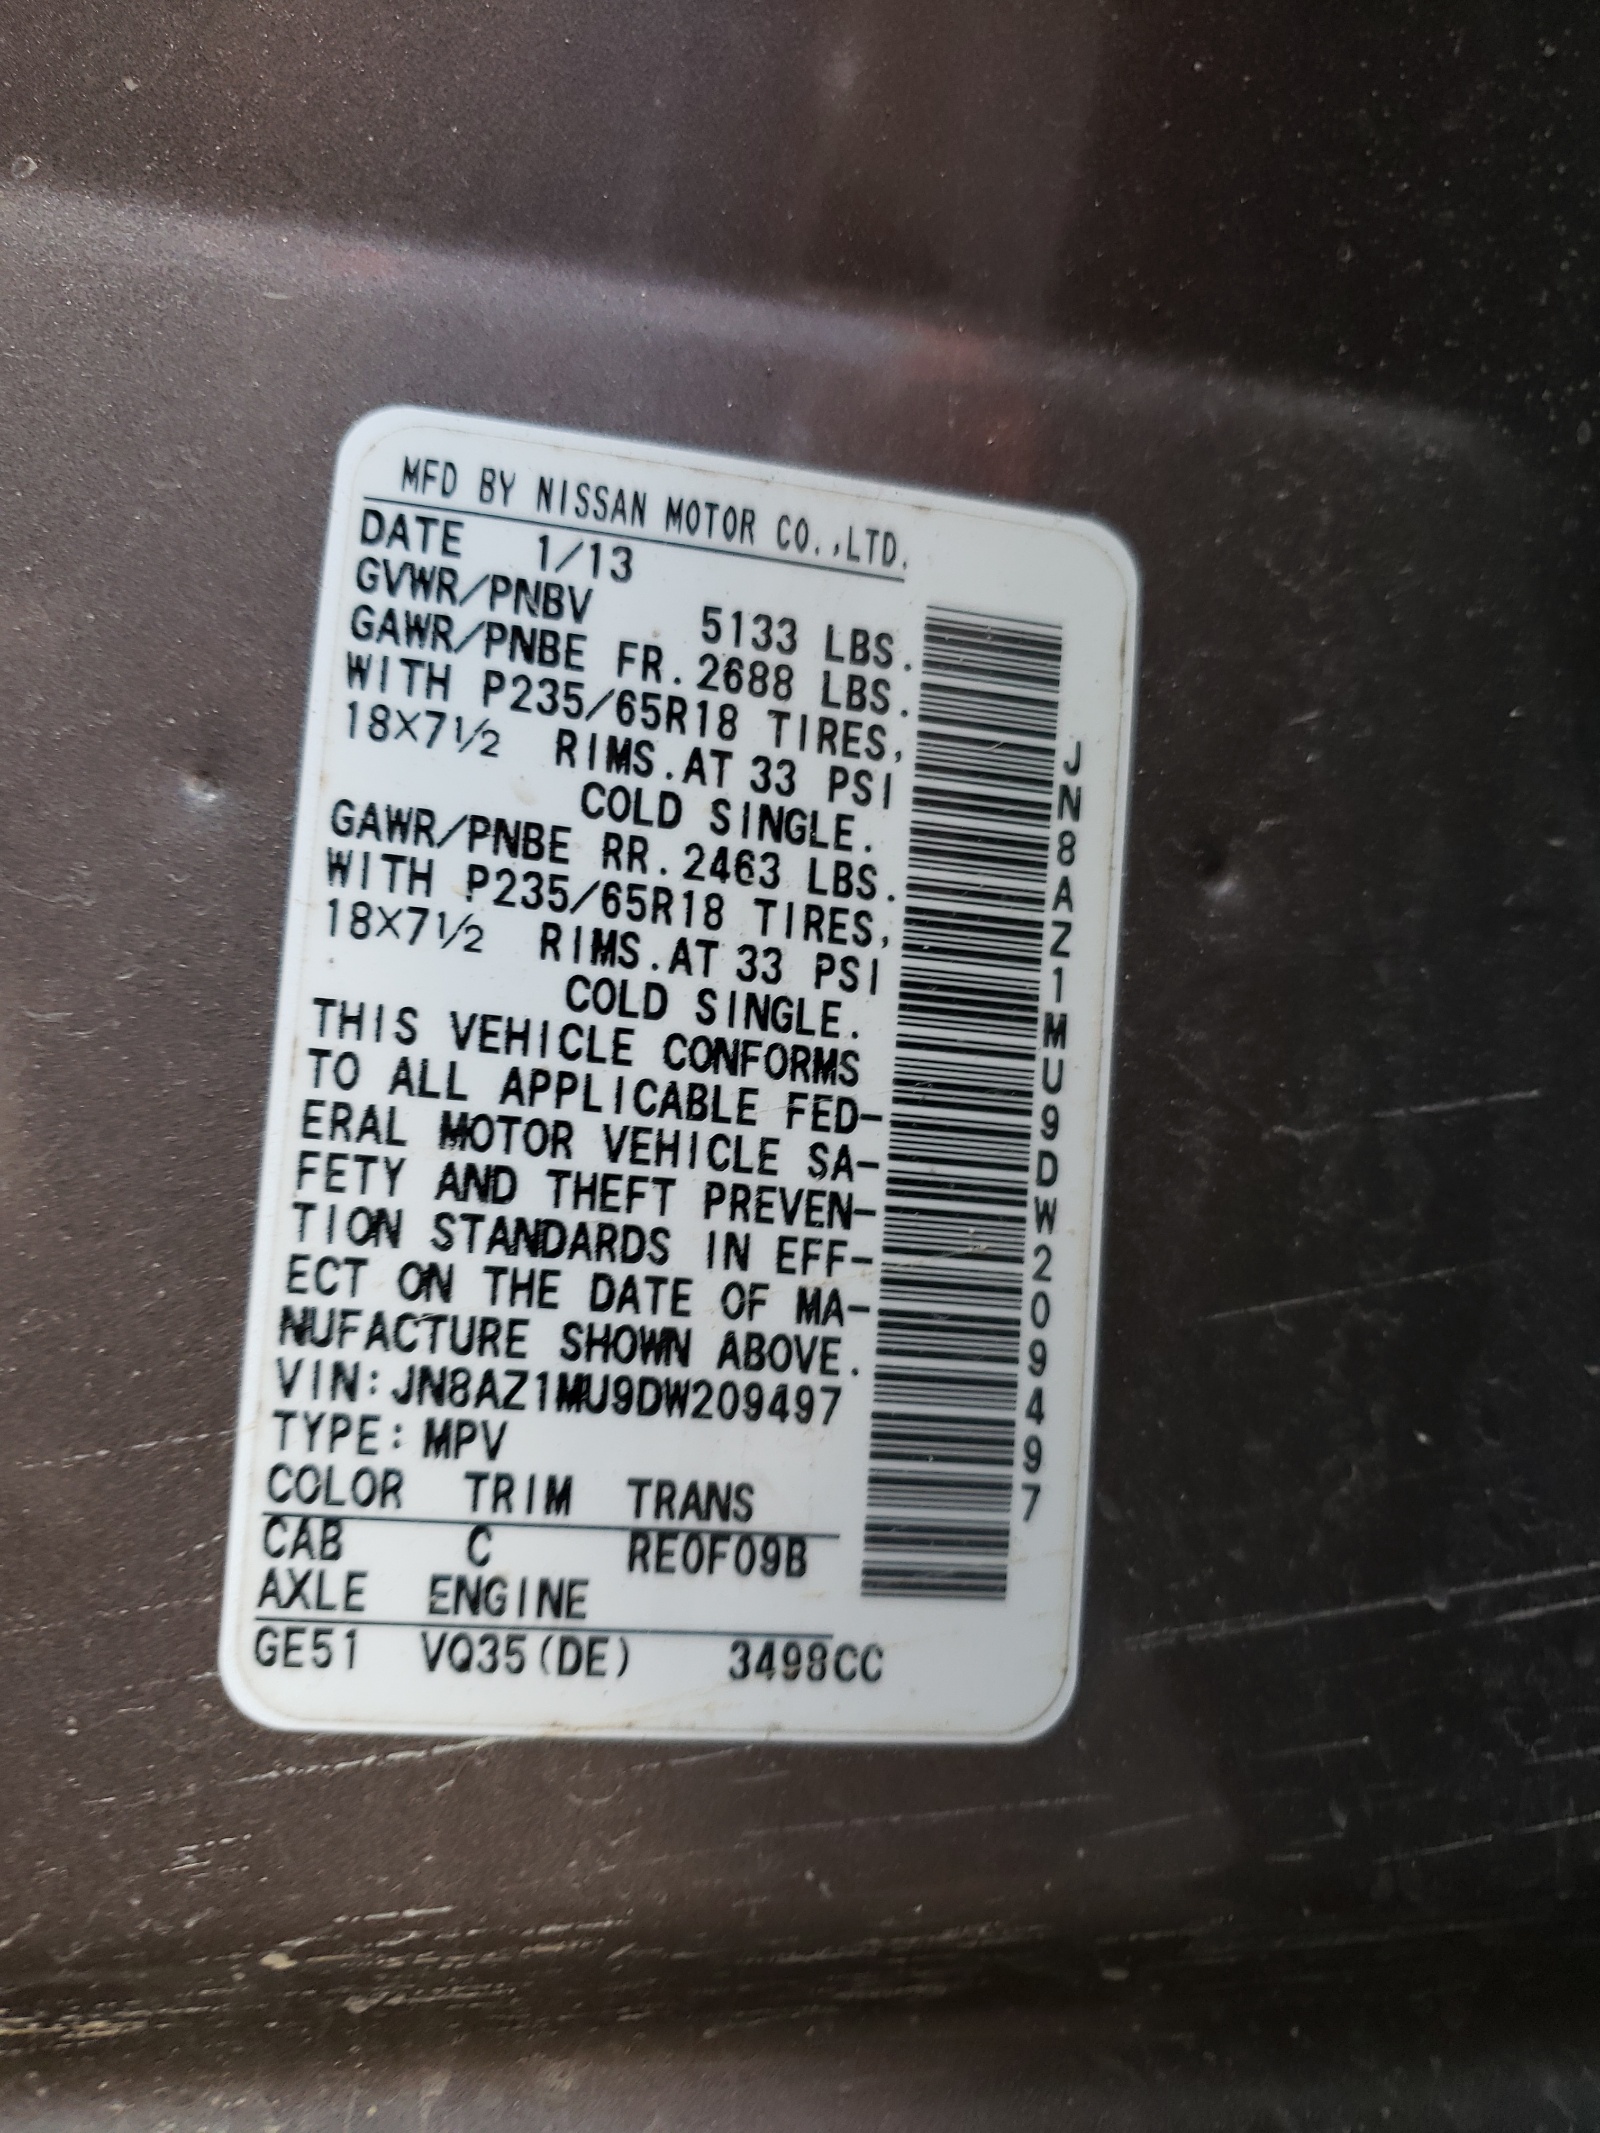 MFD BY NISSAN MOTOR CO.,LTD.
DATE 1/13
GVWR/PNBV 5133 LBS.
GAWR/PNBE FR. 2688 LBS.
WITH P235/65R18 TIRES,
18X7½ RIMS.AT 33 PSI
COLD SINGLE.
GAWR/PNBE RR. 2463 LBS.
WITH P235/65R18 TIRES,
18X7½ RIMS.AT 33 PSI
COLD SINGLE.
THIS VEHICLE CONFORMS
TO ALL APPLICABLE FED-
ERAL MOTOR VEHICLE SA-
FETY AND THEFT PREVEN-
TION STANDARDS IN EFF-
ECT ON THE DATE OF MA-
NUFACTURE SHOWN ABOVE.
VIN:JN8AZ1MU9DW209497
TYPE:MPV
COLOR TRIM TRANS
CAB C RE0F09B
AXLE ENGINE
GE51 VQ35(DE) 3498CC
JN8AZ1MU9DW209497